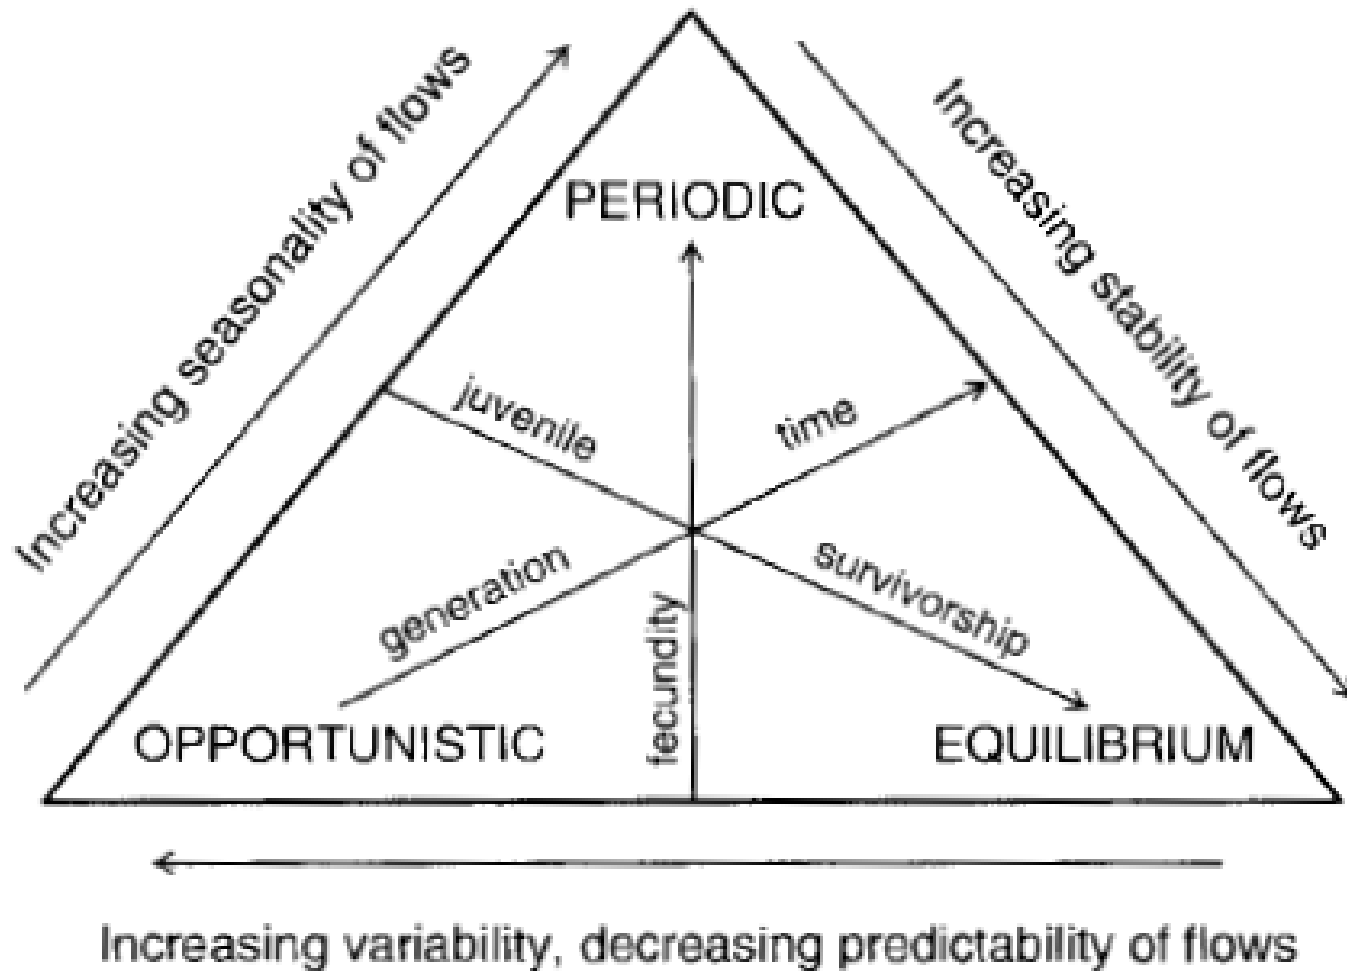 Increasing seasonality of flows
Increasing stability of flows
PERIODIC
juvenile
time
generation
survivorship
fecundity
OPPORTUNISTIC
EQUILIBRIUM
Increasing variability, decreasing predictability of flows